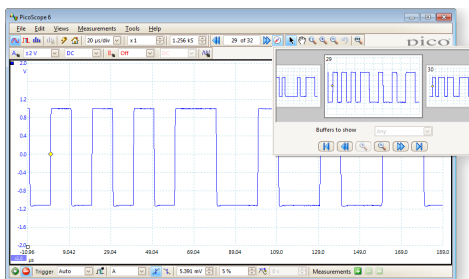 PicoScope 6
File Edit Views Measurements Tools Help
20 µs/div x 1 1.256 kS 29 of 32 pico
A ±2 V DC B Off
2.0
V
1.2
0.8
0.4
0.0
-0.4
-0.8
-1.2
-1.6
-2.0
-10.96 9.042 29.04 49.04 69.04 89.04 109.0 129.0 149.0 169.0 189.0
µs
29
30
Buffers to show Any
Trigger Auto A 5.391 mV 5 % Measurements